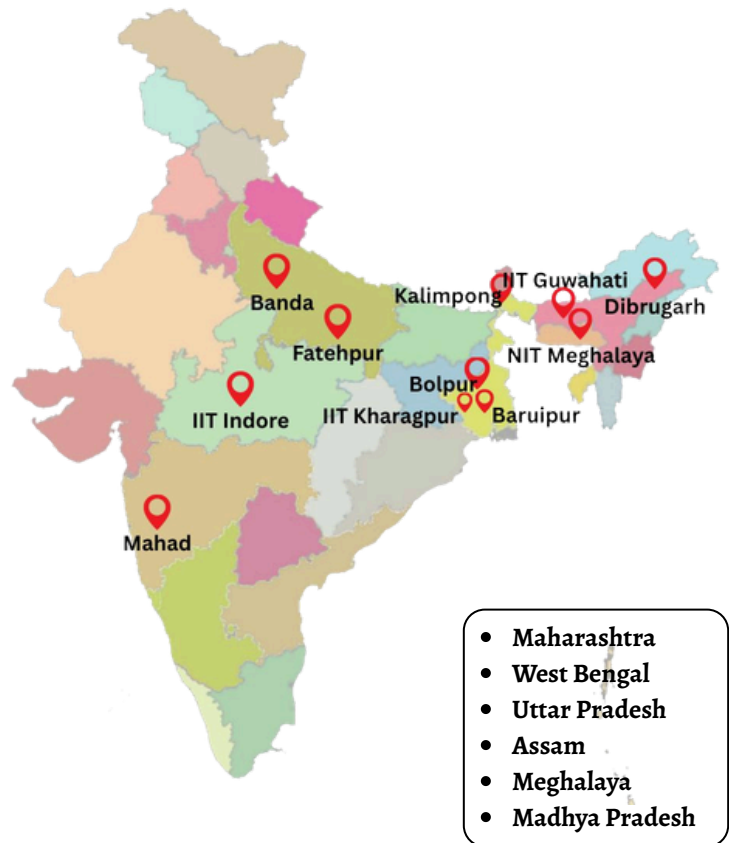 IIT Guwahati
Kalimpong
Banda
Dibrugarh
Fatehpur
NIT Meghalaya
Bolpur
IIT Indore
IIT Kharagpur
Baruipur
Mahad
• Maharashtra
• West Bengal
• Uttar Pradesh
• Assam
• Meghalaya
• Madhya Pradesh